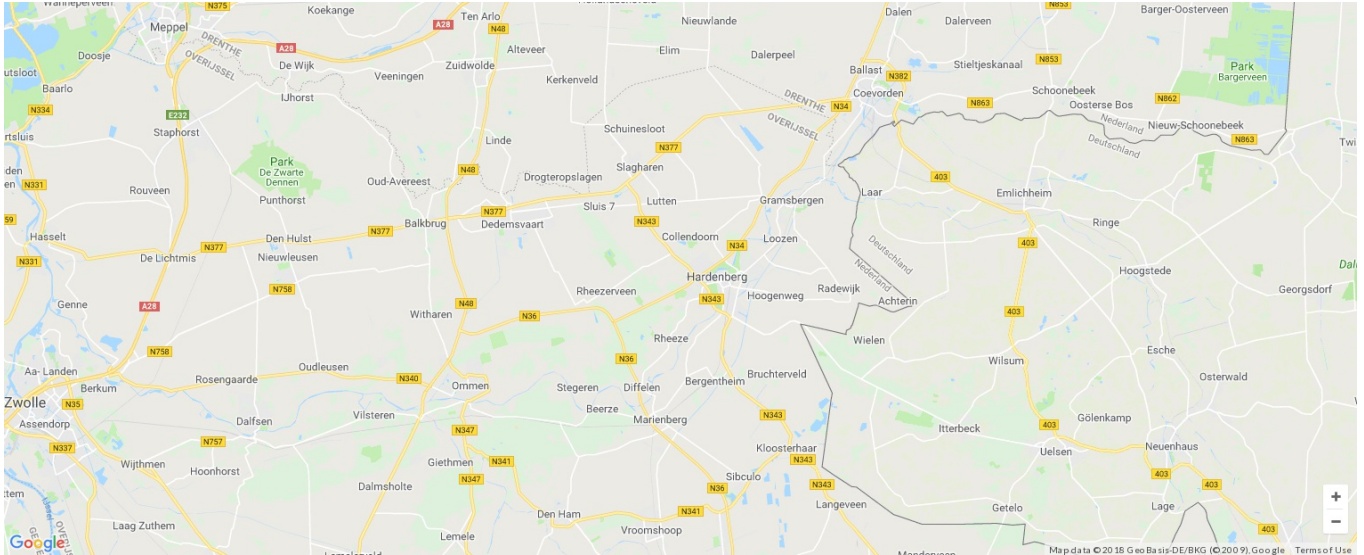 Wanneperveen
N375
Koekange
Ten Arlo
A28
N48
Nieuwlande
Dalen
Dalerveen
N853
Barger-Oosterveen
Meppel
DRENTHE
OVERIJSSEL
A28
De Wijk
Alteveer
Elim
Dalerpeel
Doosje
Zuidwolde
Veeningen
Kerkenveld
Ballast
N382
Stieltjeskanaal
N853
Park
Bargerveen
Baarlo
IJhorst
Coevorden
Schoonebeek
N862
N334
E232
Staphorst
DRENTHE
OVERIJSSEL
N34
N863
Oosterse Bos
Nederland
Deutschland
Nieuw-Schoonebeek
N863
Schuinesloot
Linde
N377
Park
De Zwarte
Dennen
N48
Slagharen
403
Rouveen
Oud-Avereest
Drogteropslagen
N331
Punthorst
Laar
Emlichheim
Sluis 7
Lutten
Gramsbergen
Balkbrug
N377
Dedemsvaart
N343
Ringe
Hasselt
N377
Den Hulst
N377
Collendoorn
N34
Loozen
Deutschland
Nederland
403
N331
De Lichtmis
Nieuwleusen
Hardenberg
Hoogstede
Georgsdorf
N758
Rheezerveen
N343
Hoogenweg
Radewijk
Achterin
Genne
A28
N48
Witharen
N36
403
Rheeze
Wielen
N758
N36
Wilsum
Esche
Aa- Landen
Oudleusen
Berkum
Rosengaarde
N340
Ommen
Stegeren
Diffelen
Bergentheim
Bruchterveld
Osterwald
Zwolle
N35
Beerze
Assendorp
Dalfsen
Vilsteren
Marienberg
N343
Gölenkamp
N337
N757
N347
Itterbeck
403
Uelsen
Neuenhaus
Kloosterhaar
Wijthmen
Hoonhorst
Giethmen
N341
N343
403
N347
Sibculo
Dalmsholte
N36
N343
Langeveen
Getelo
Lage
Laag Zuthem
Den Ham
N341
Vroomshoop
403
Lemele
Google
Map data ©2018 GeoBasis-DE/BKG (©2009), Google
Terms of Use